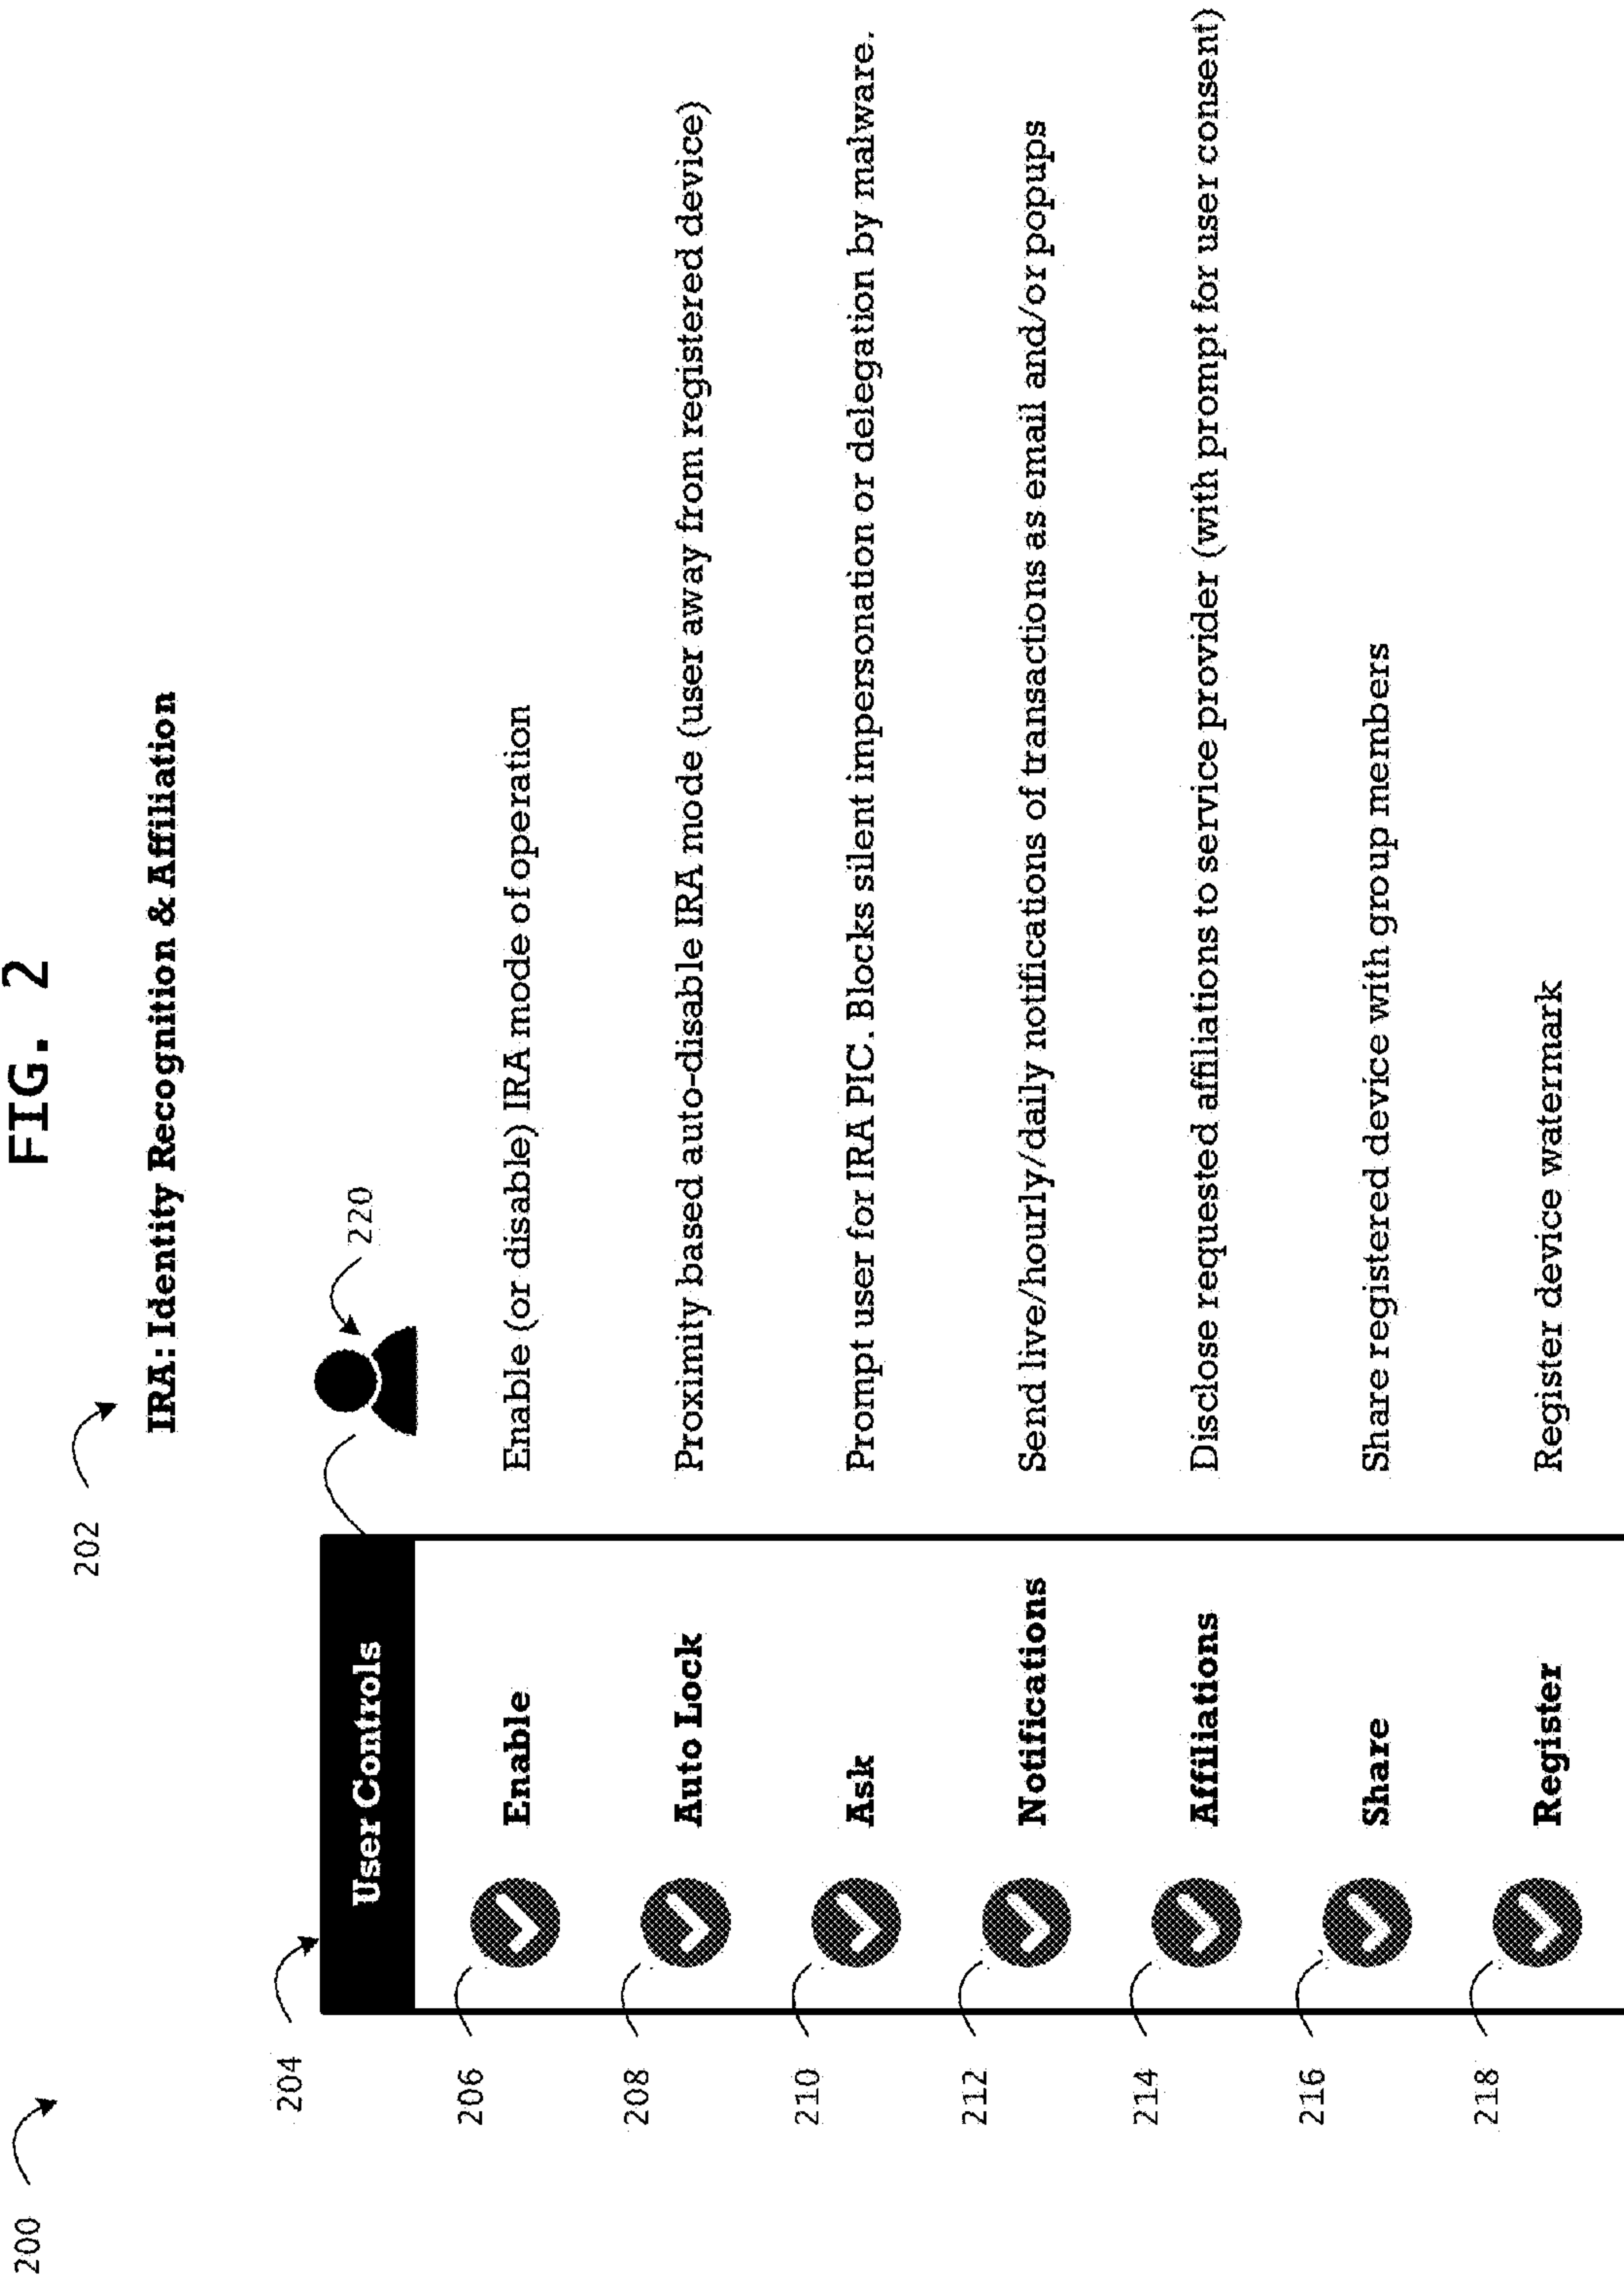 FIG. 2
200
202
IRA: Identity Recognition & Affiliation
204
User Controls
220
206
Enable
Enable (or disable) IRA mode of operation
208
Auto Lock
Proximity based auto-disable IRA mode (user away from registered device)
210
Ask
Prompt user for IRA PIC. Blocks silent impersonation or delegation by malware.
212
Notifications
Send live/hourly/daily notifications of transactions as email and/or popups
214
Affiliations
Disclose requested affiliations to service provider (with prompt for user consent)
216
Share
Share registered device with group members
218
Register
Register device watermark